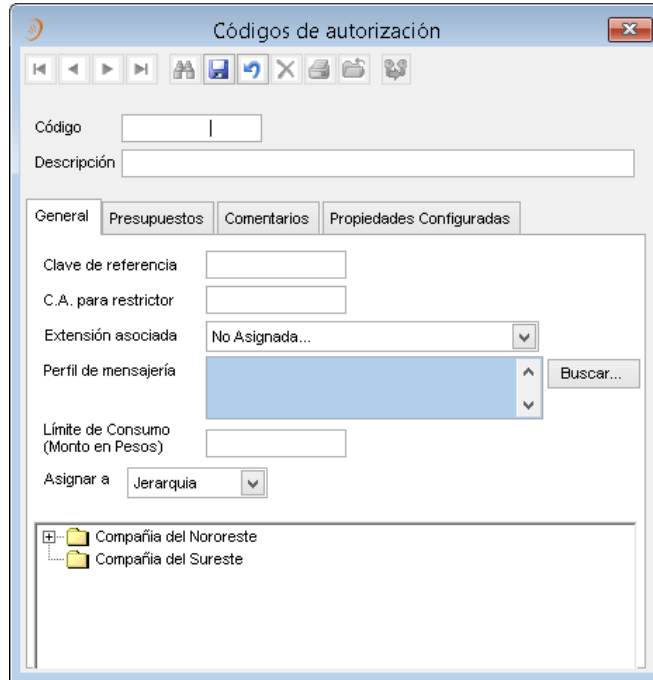 Códigos de autorización
Código
Descripción
General Presupuestos Comentarios Propiedades Configuradas
Clave de referencia
C.A. para restrictor
Extensión asociada No Asignada...
Perfil de mensajería Buscar...
Límite de Consumo
(Monto en Pesos)
Asignar a Jerarquia
Compañia del Nororeste
Compañia del Sureste